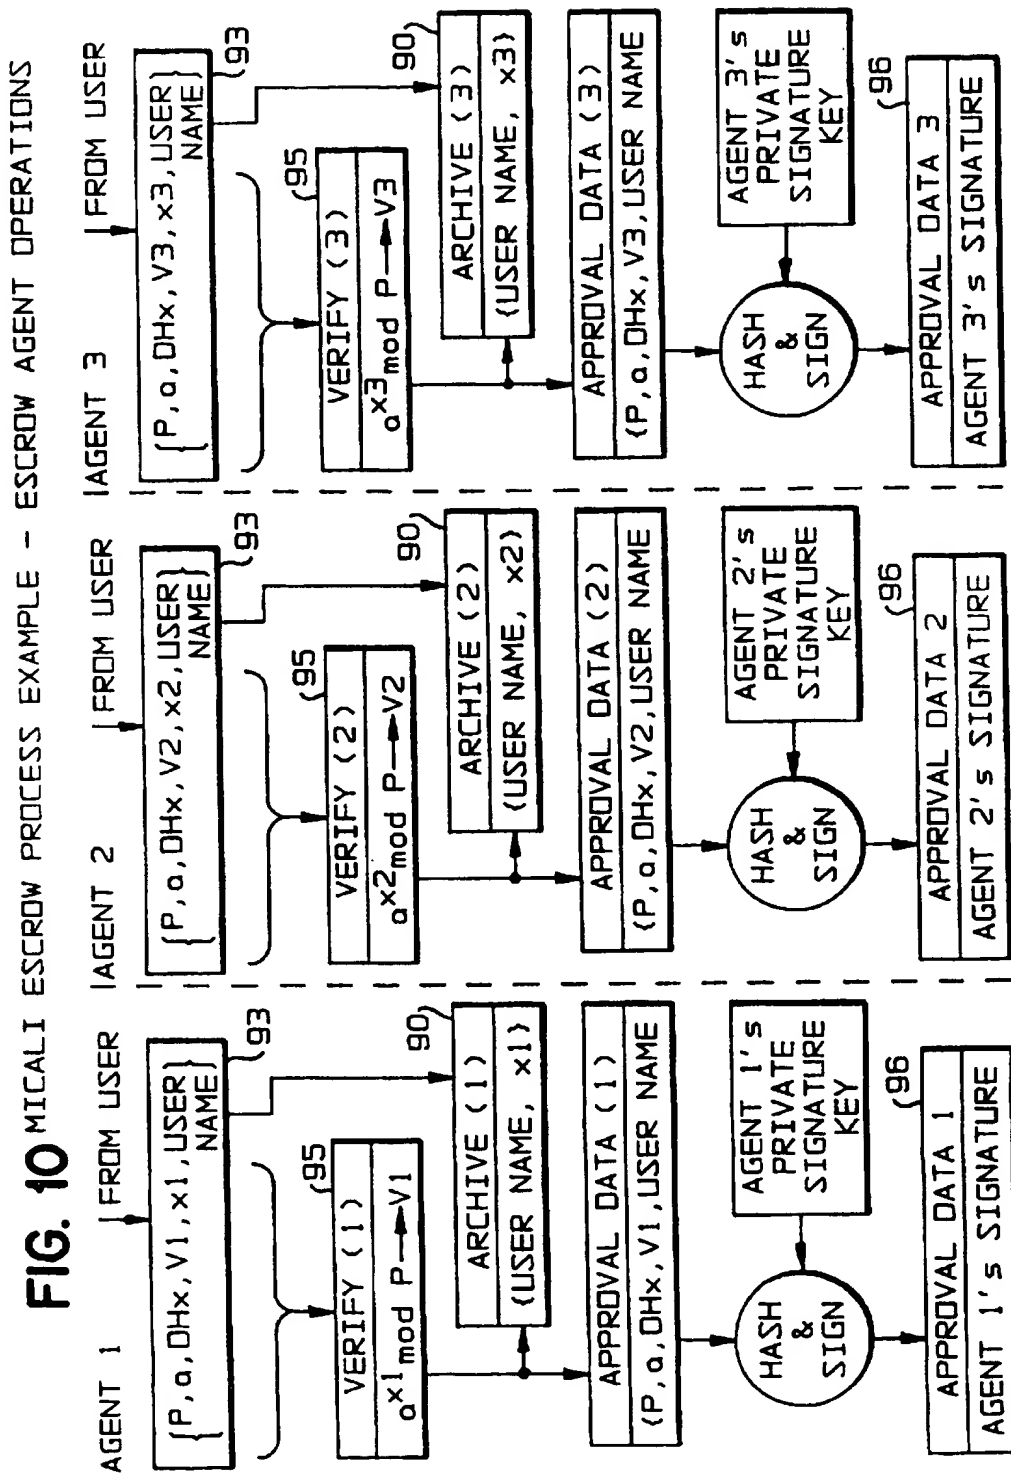 FIG. 10 MICALI ESCROW PROCESS EXAMPLE - ESCROW AGENT OPERATIONS
AGENT 1
FROM USER
{P,a,DHx,V1,x1,USER}
NAME
93
95
VERIFY (1)
a^x1 mod P → V1
90
ARCHIVE (1)
(USER NAME, x1)
APPROVAL DATA (1)
(P,a,DHx,V1,USER NAME
AGENT 1's
PRIVATE
SIGNATURE
KEY
HASH
&
SIGN
96
APPROVAL DATA 1
AGENT 1's SIGNATURE
AGENT 2
FROM USER
{P,a,DHx,V2,x2,USER}
NAME
93
95
VERIFY (2)
a^x2 mod P → V2
90
ARCHIVE (2)
(USER NAME, x2)
APPROVAL DATA (2)
(P,a,DHx,V2,USER NAME
AGENT 2's
PRIVATE
SIGNATURE
KEY
HASH
&
SIGN
96
APPROVAL DATA 2
AGENT 2's SIGNATURE
AGENT 3
FROM USER
{P,a,DHx,V3,x3,USER}
NAME
93
95
VERIFY (3)
a^x3 mod P → V3
90
ARCHIVE (3)
(USER NAME, x3)
APPROVAL DATA (3)
(P,a,DHx,V3,USER NAME
AGENT 3's
PRIVATE
SIGNATURE
KEY
HASH
&
SIGN
96
APPROVAL DATA 3
AGENT 3's SIGNATURE